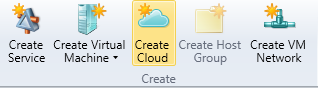 Create Service
Create Virtual Machine
Create Cloud
Create Host Group
Create VM Network
Create